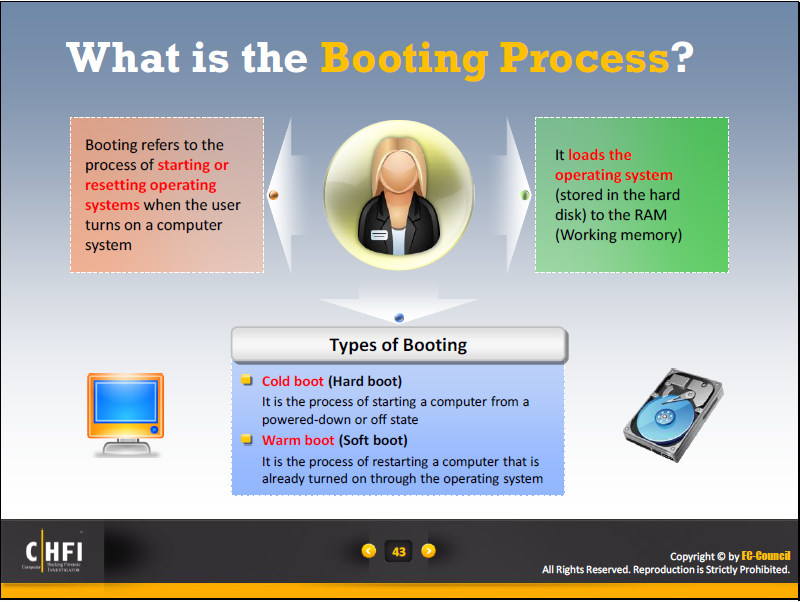 What is the Booting Process?
Booting refers to the
process of starting or
resetting operating
systems when the user
turns on a computer
system
It loads the
operating system
(stored in the hard
disk) to the RAM
(Working memory)
Types of Booting
Cold boot (Hard boot)
It is the process of starting a computer from a
powered-down or off state
Warm boot (Soft boot)
It is the process of restarting a computer that is
already turned on through the operating system
CHFI
Computer Hacking Forensic
INVESTIGATOR
43
Copyright © by EC-Council
All Rights Reserved. Reproduction is Strictly Prohibited.